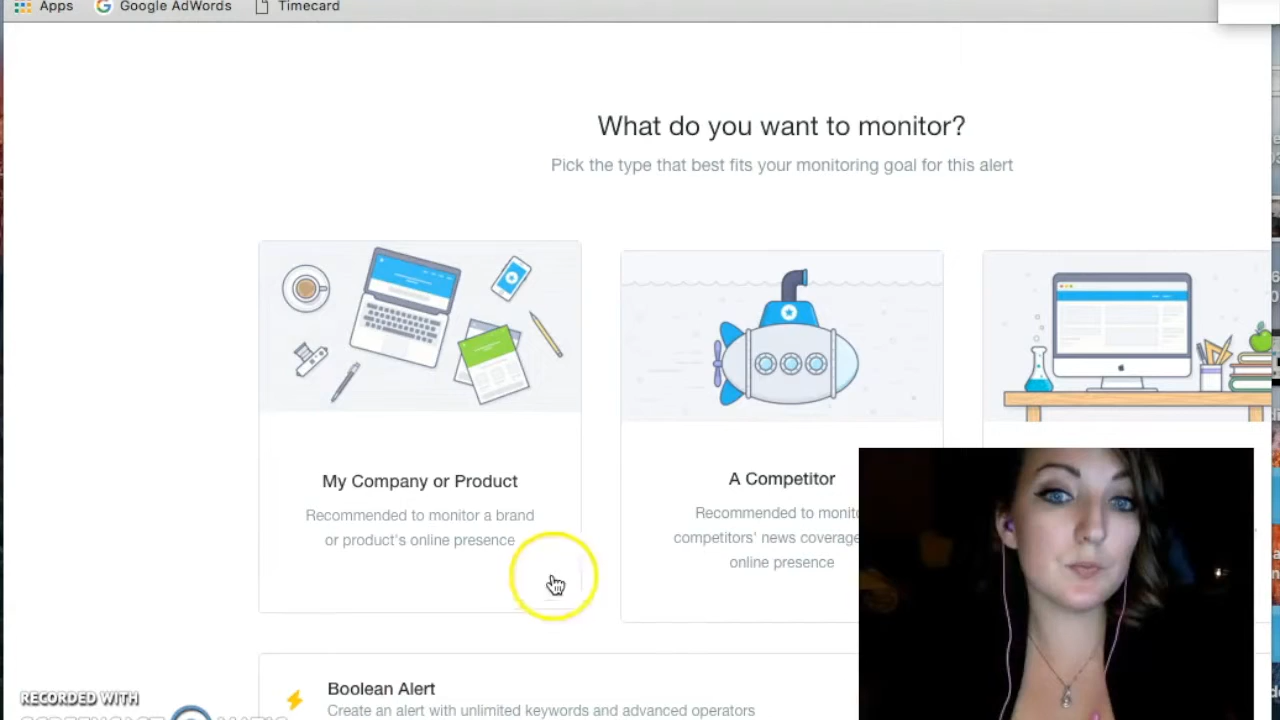 Apps Google AdWords Timecard
What do you want to monitor?
Pick the type that best fits your monitoring goal for this alert
My Company or Product
Recommended to monitor a brand
or product's online presence
A Competitor
Recommended to
competitors' news coverage
online presence
Boolean Alert
Create an alert with unlimited keywords and advanced operators
RECORDED WITH